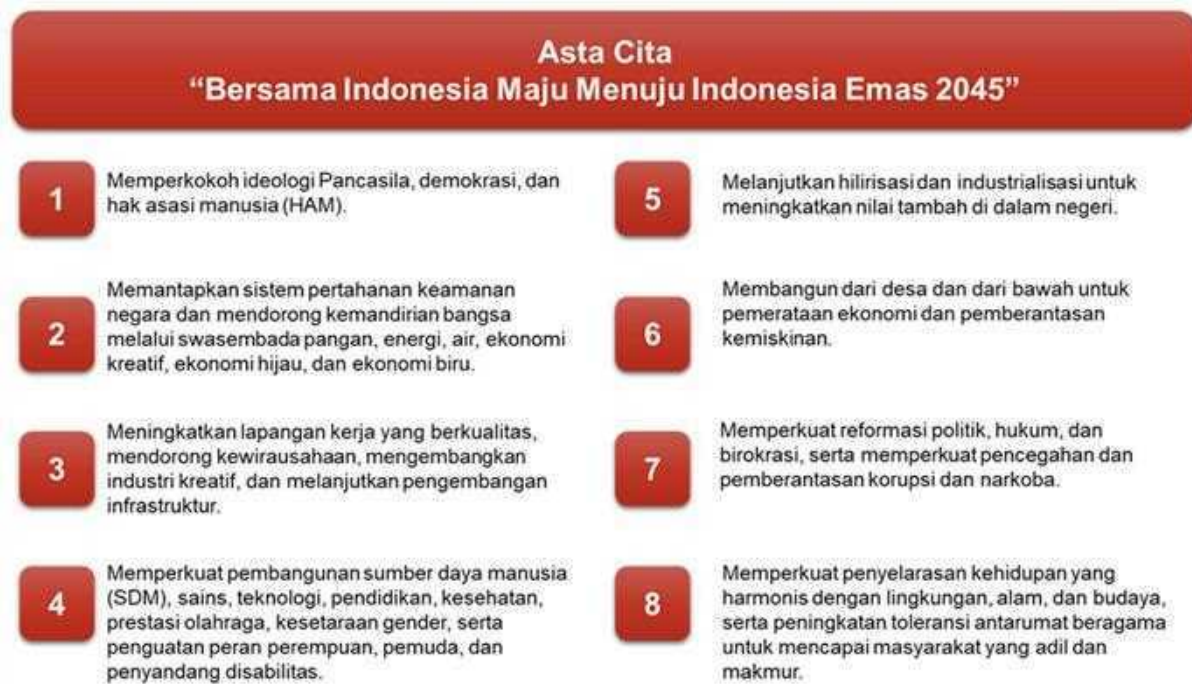 Asta Cita
“Bersama Indonesia Maju Menuju Indonesia Emas 2045”
1
Memperkokoh ideologi Pancasila, demokrasi, dan
hak asasi manusia (HAM).
2
Memantapkan sistem pertahanan keamanan
negara dan mendorong kemandirian bangsa
melalui swasembada pangan, energi, air, ekonomi
kreatif, ekonomi hijau, dan ekonomi biru.
3
Meningkatkan lapangan kerja yang berkualitas,
mendorong kewirausahaan, mengembangkan
industri kreatif, dan melanjutkan pengembangan
infrastruktur.
4
Memperkuat pembangunan sumber daya manusia
(SDM), sains, teknologi, pendidikan, kesehatan,
prestasi olahraga, kesetaraan gender, serta
penguatan peran perempuan, pemuda, dan
penyandang disabilitas.
5
Melanjutkan hilirisasi dan industrialisasi untuk
meningkatkan nilai tambah di dalam negeri.
6
Membangun dari desa dan dari bawah untuk
pemerataan ekonomi dan pemberantasan
kemiskinan.
7
Memperkuat reformasi politik, hukum, dan
birokrasi, serta memperkuat pencegahan dan
pemberantasan korupsi dan narkoba.
8
Memperkuat penyelarasan kehidupan yang
harmonis dengan lingkungan, alam, dan budaya,
serta peningkatan toleransi antarumat beragama
untuk mencapai masyarakat yang adil dan
makmur.